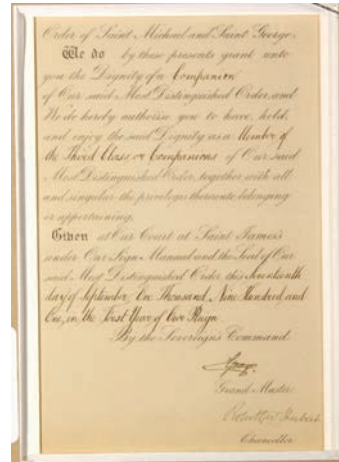 Order of Saint Michael and Saint George,
We do by these presents grant unto
you the Dignity of a Companion
of Our said Most Distinguished Order, and
We do hereby authorise you to have, hold,
and enjoy the said Dignity as a Member of
the Third Class or Companions of Our said
Most Distinguished Order, together with all
and singular the privileges thereunto belonging
or appertaining.
Given at Our Court at Saint James's
under Our Sign Manual and the Seal of Our
said Most Distinguished Order this Seventeenth
day of September, One Thousand, Nine Hundred, and
One, in the First Year of Our Reign
By the Sovereign's Command.
Grand Master
Herbert
Chancellor